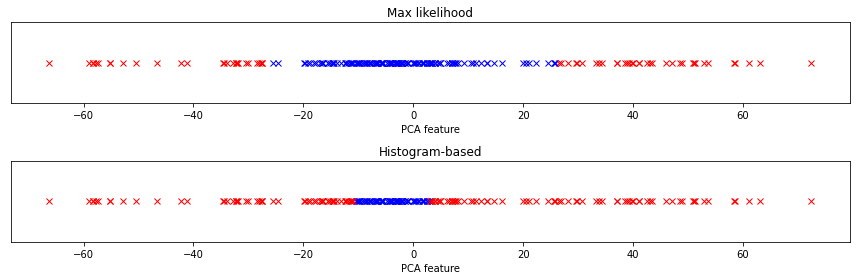 Max likelihood
−60 −40 −20 0 20 40 60
PCA feature
Histogram-based
−60 −40 −20 0 20 40 60
PCA feature